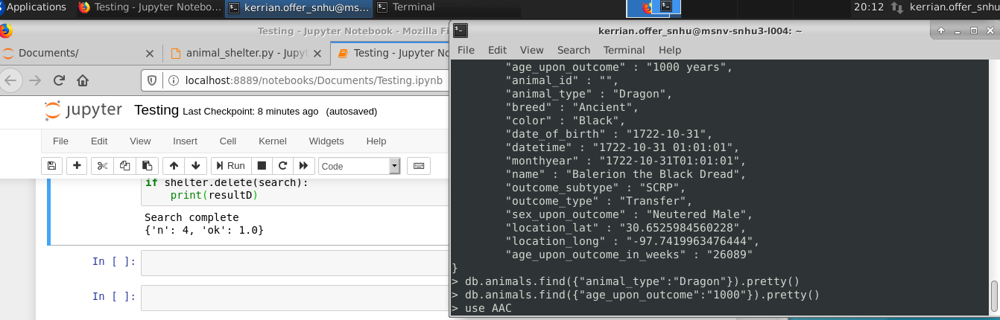 Applications
Testing - Jupyter Notebo...
kerrian.offer_snhu@ms...
Terminal
20:12
kerrian.offer_snhu
Testing - Jupyter Notebook - Mozilla Fi
Documents/
animal_shelter.py - Jupyt
Testing - Jupyter No
localhost:8889/notebooks/Documents/Testing.ipynb
jupyter Testing Last Checkpoint: 8 minutes ago (autosaved)
File Edit View Insert Cell Kernel Widgets Help
Run
Code
if shelter.delete(search):
print(resultD)
Search complete
{'n': 4, 'ok': 1.0}
In [ ]:
In [ ]:
kerrian.offer_snhu@msnv-snhu3-l004: ~
File Edit View Search Terminal Help
"age_upon_outcome" : "1000 years",
"animal_id" : "",
"animal_type" : "Dragon",
"breed" : "Ancient",
"color" : "Black",
"date_of_birth" : "1722-10-31",
"datetime" : "1722-10-31 01:01:01",
"monthyear" : "1722-10-31T01:01:01",
"name" : "Balerion the Black Dread",
"outcome_subtype" : "SCRP",
"outcome_type" : "Transfer",
"sex_upon_outcome" : "Neutered Male",
"location_lat" : "30.6525984560228",
"location_long" : "-97.7419963476444",
"age_upon_outcome_in_weeks" : "26089"
}
> db.animals.find({"animal_type":"Dragon"}).pretty()
> db.animals.find({"age_upon_outcome":"1000"}).pretty()
> use AAC